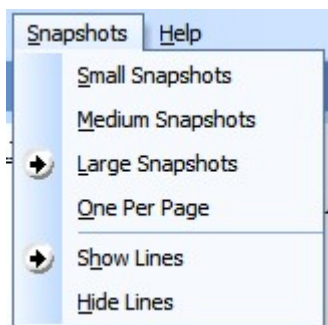 Snapshots Help
Small Snapshots
Medium Snapshots
Large Snapshots
One Per Page
Show Lines
Hide Lines